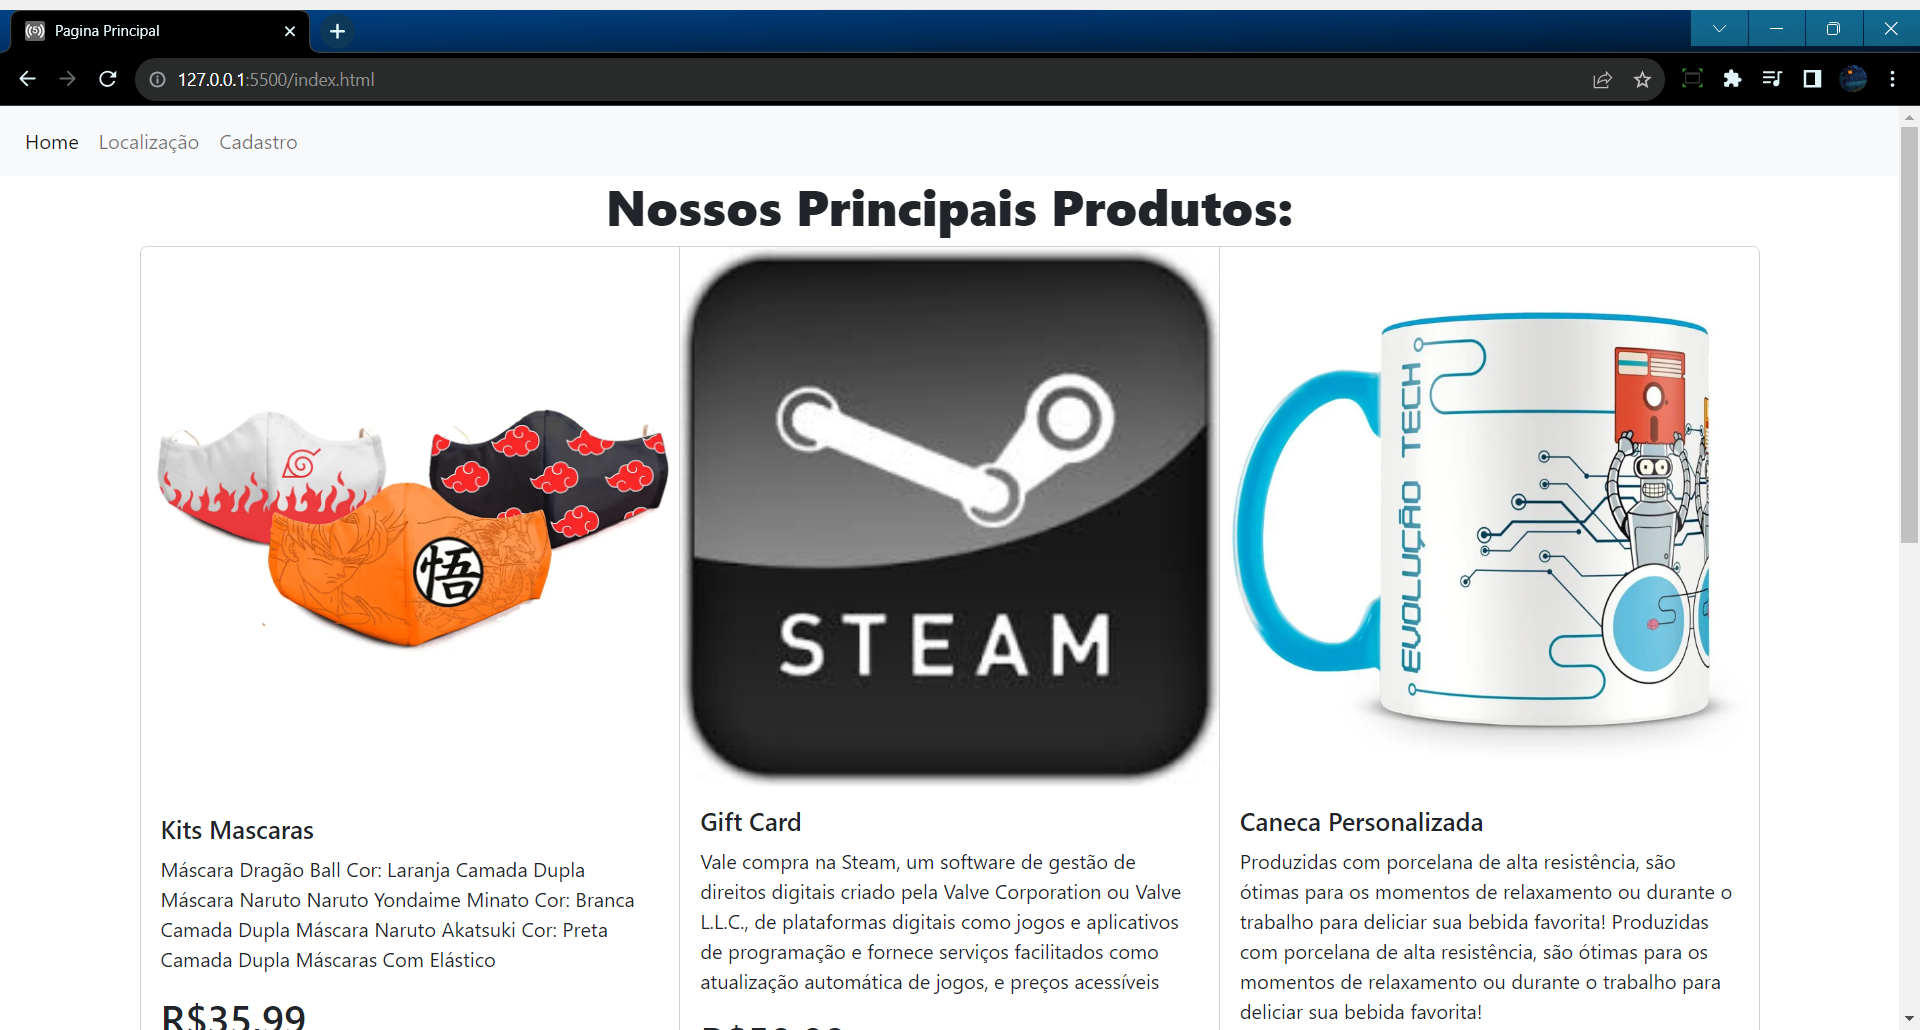 Pagina Principal
127.0.0.1:5500/index.html
Home Localização Cadastro
Nossos Principais Produtos:
悟
STEAM
EVOLUÇÃO TECH
Kits Mascaras
Máscara Dragão Ball Cor: Laranja Camada Dupla
Máscara Naruto Naruto Yondaime Minato Cor: Branca
Camada Dupla Máscara Naruto Akatsuki Cor: Preta
Camada Dupla Máscaras Com Elástico
R$35.99
Gift Card
Vale compra na Steam, um software de gestão de
direitos digitais criado pela Valve Corporation ou Valve
L.L.C., de plataformas digitais como jogos e aplicativos
de programação e fornece serviços facilitados como
atualização automática de jogos, e preços acessíveis
Caneca Personalizada
Produzidas com porcelana de alta resistência, são
ótimas para os momentos de relaxamento ou durante o
trabalho para deliciar sua bebida favorita! Produzidas
com porcelana de alta resistência, são ótimas para os
momentos de relaxamento ou durante o trabalho para
deliciar sua bebida favorita!